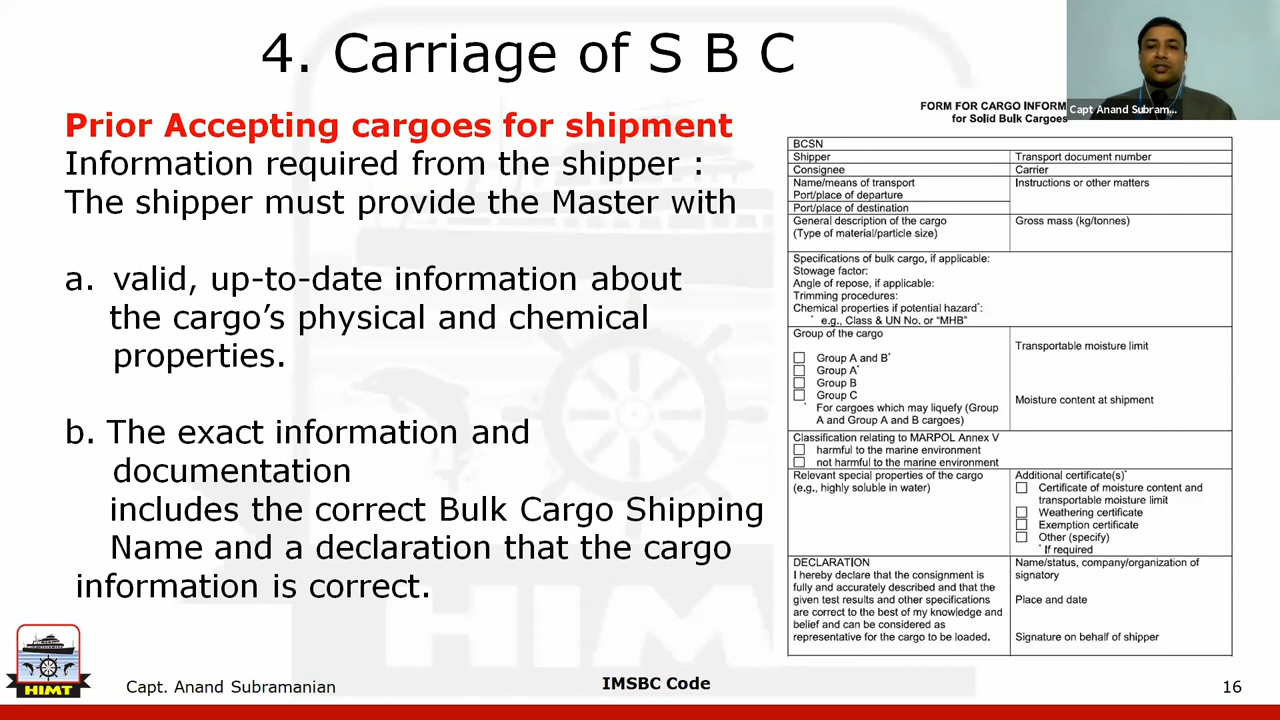 4. Carriage of S B C
Prior Accepting cargoes for shipment
Information required from the shipper :
The shipper must provide the Master with
a. valid, up-to-date information about
the cargo's physical and chemical
properties.
b. The exact information and
documentation
includes the correct Bulk Cargo Shipping
Name and a declaration that the cargo
information is correct.
Capt Anand Subram...
FORM FOR CARGO INFORM
for Solid Bulk Cargoes
BCSN
Shipper
Transport document number
Consignee
Carrier
Name/means of transport
Port/place of departure
Instructions or other matters
Port/place of destination
General description of the cargo
(Type of material/particle size)
Gross mass (kg/tonnes)
Specifications of bulk cargo, if applicable:
Stowage factor:
Angle of repose, if applicable:
Trimming procedures:
Chemical properties if potential hazard*:
* e.g., Class & UN No. or "MHB"
Group of the cargo
Group A and B*
Group A*
Group B
Group C
* For cargoes which may liquefy (Group
A and Group A and B cargoes)
Transportable moisture limit
Moisture content at shipment
Classification relating to MARPOL Annex V
harmful to the marine environment
not harmful to the marine environment
Relevant special properties of the cargo
(e.g., highly soluble in water)
Additional certificate(s)*
Certificate of moisture content and
transportable moisture limit
Weathering certificate
Exemption certificate
Other (specify)
* If required
DECLARATION
I hereby declare that the consignment is
fully and accurately described and that the
given test results and other specifications
are correct to the best of my knowledge and
belief and can be considered as
representative for the cargo to be loaded.
Name/status, company/organization of
signatory
Place and date
Signature on behalf of shipper
HIMT
HIMT
Capt. Anand Subramanian
IMSBC Code
16